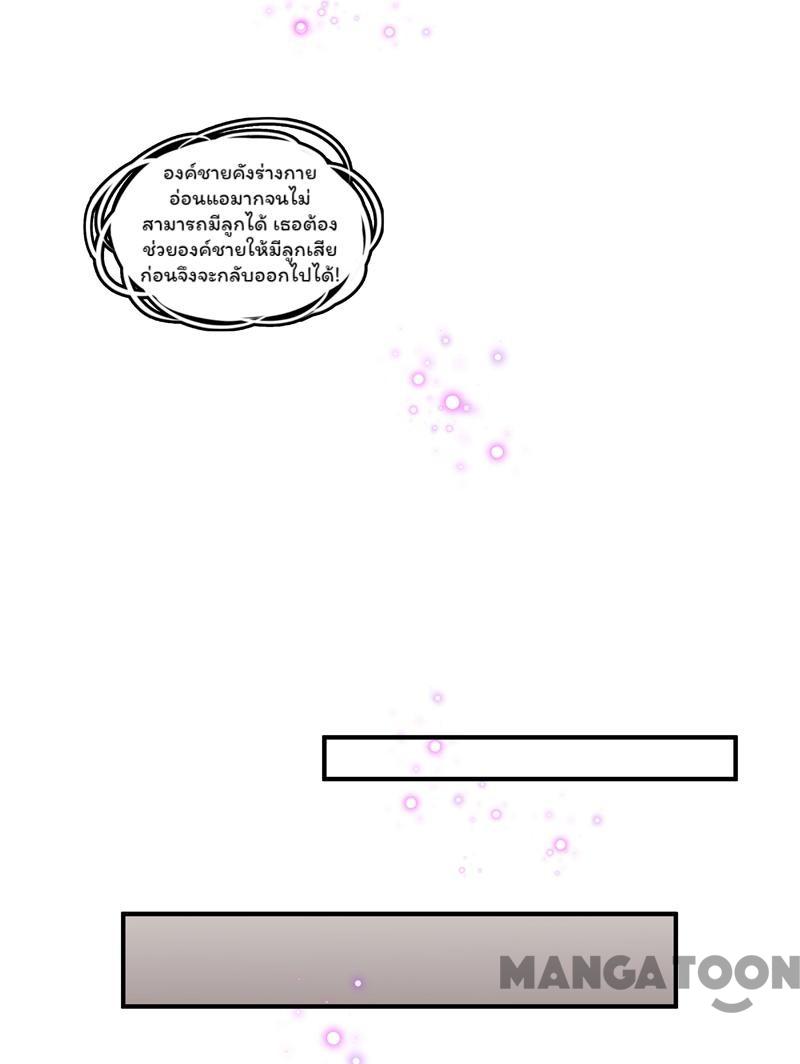 องค์ชายคังร่างกาย
อ่อนแอมากจนไม่
สามารถมีลูกได้ เธอต้อง
ช่วยองค์ชายให้มีลูกเสีย
ก่อนจึงจะกลับออกไปได้!
MANGATOON